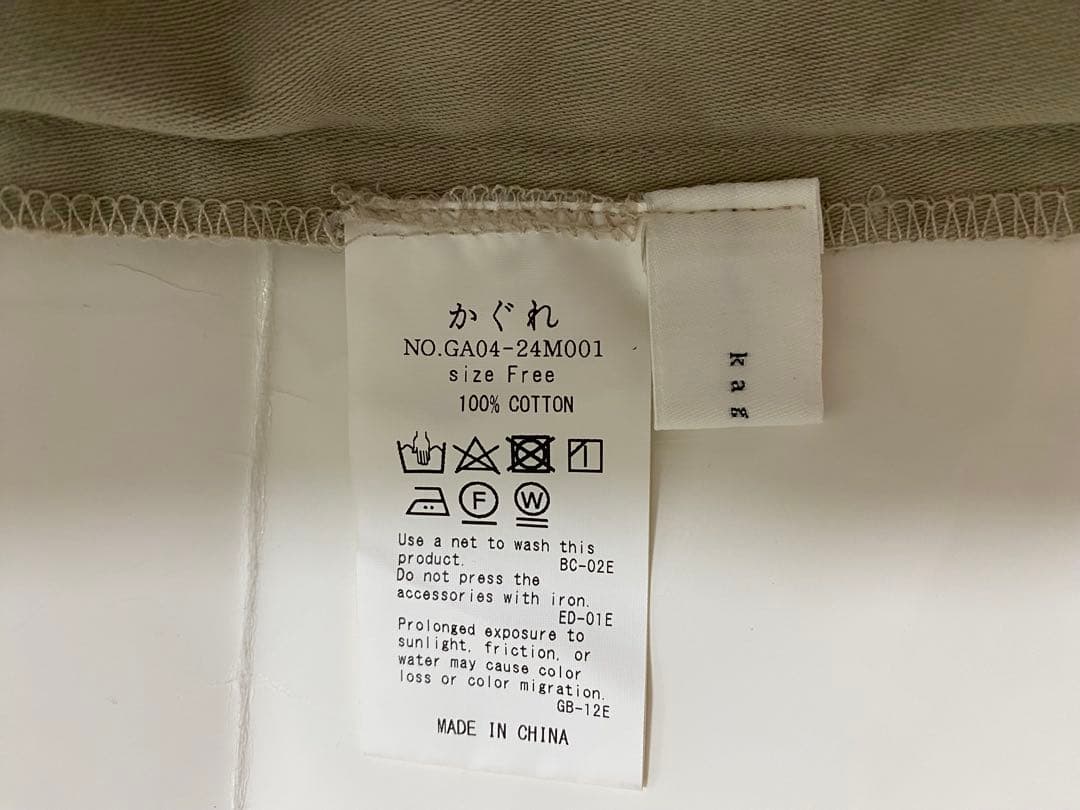 かぐれ
NO.GA04-24M001
size Free
100% COTTON
F W
Use a net to wash this
product. BC-02E
Do not press the
accessories with iron.
ED-01E
Prolonged exposure to
sunlight, friction, or
water may cause color
loss or color migration.
GB-12E
MADE IN CHINA
kag